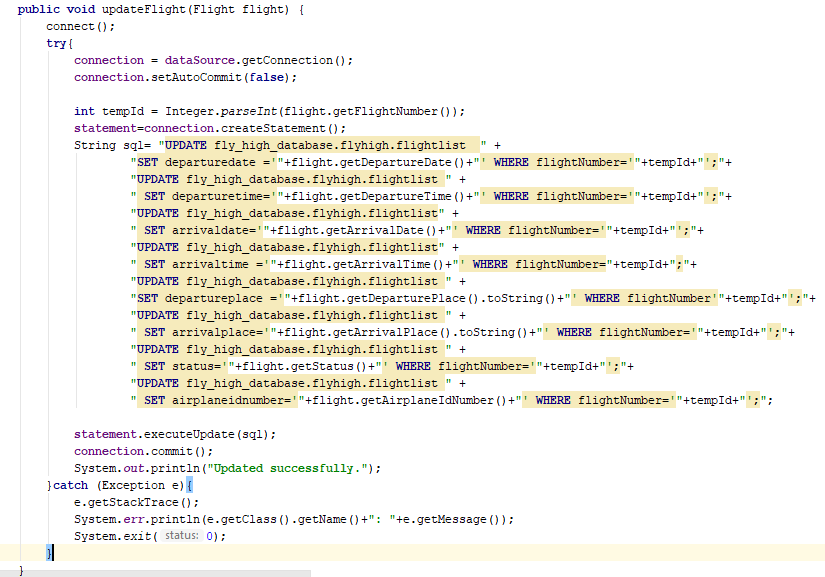 public void updateFlight(Flight flight) {
connect();
try{
connection = dataSource.getConnection();
connection.setAutoCommit(false);
int tempId = Integer.parseInt(flight.getFlightNumber());
statement=connection.createStatement();
String sql= "UPDATE fly_high_database.flyhigh.flightlist  " +
"SET departuredate ='"+flight.getDepartureDate()+"' WHERE flightNumber='"+tempId+"';"+
"UPDATE fly_high_database.flyhigh.flightlist " +
" SET departuretime='"+flight.getDepartureTime()+"' WHERE flightNumber='"+tempId+"';"+
"UPDATE fly_high_database.flyhigh.flightlist" +
" SET arrivaldate='"+flight.getArrivalDate()+"' WHERE flightNumber='"+tempId+"';"+
"UPDATE fly_high_database.flyhigh.flightlist" +
" SET arrivaltime ='"+flight.getArrivalTime()+"' WHERE flightNumber="+tempId+";"+
"UPDATE fly_high_database.flyhigh.flightlist " +
"SET departureplace ='"+flight.getDeparturePlace().toString()+"' WHERE flightNumber'"+tempId+"';"+
"UPDATE fly_high_database.flyhigh.flightlist " +
" SET arrivalplace='"+flight.getArrivalPlace().toString()+"' WHERE flightNumber='"+tempId+"';"+
"UPDATE fly_high_database.flyhigh.flightlist " +
" SET status='"+flight.getStatus()+"' WHERE flightNumber='"+tempId+"';"+
"UPDATE fly_high_database.flyhigh.flightlist " +
" SET airplaneidnumber='"+flight.getAirplaneIdNumber()+"' WHERE flightNumber='"+tempId+"';";
statement.executeUpdate(sql);
connection.commit();
System.out.println("Updated successfully.");
}catch (Exception e){
e.getStackTrace();
System.err.println(e.getClass().getName()+": "+e.getMessage());
System.exit( status: 0);
}
}